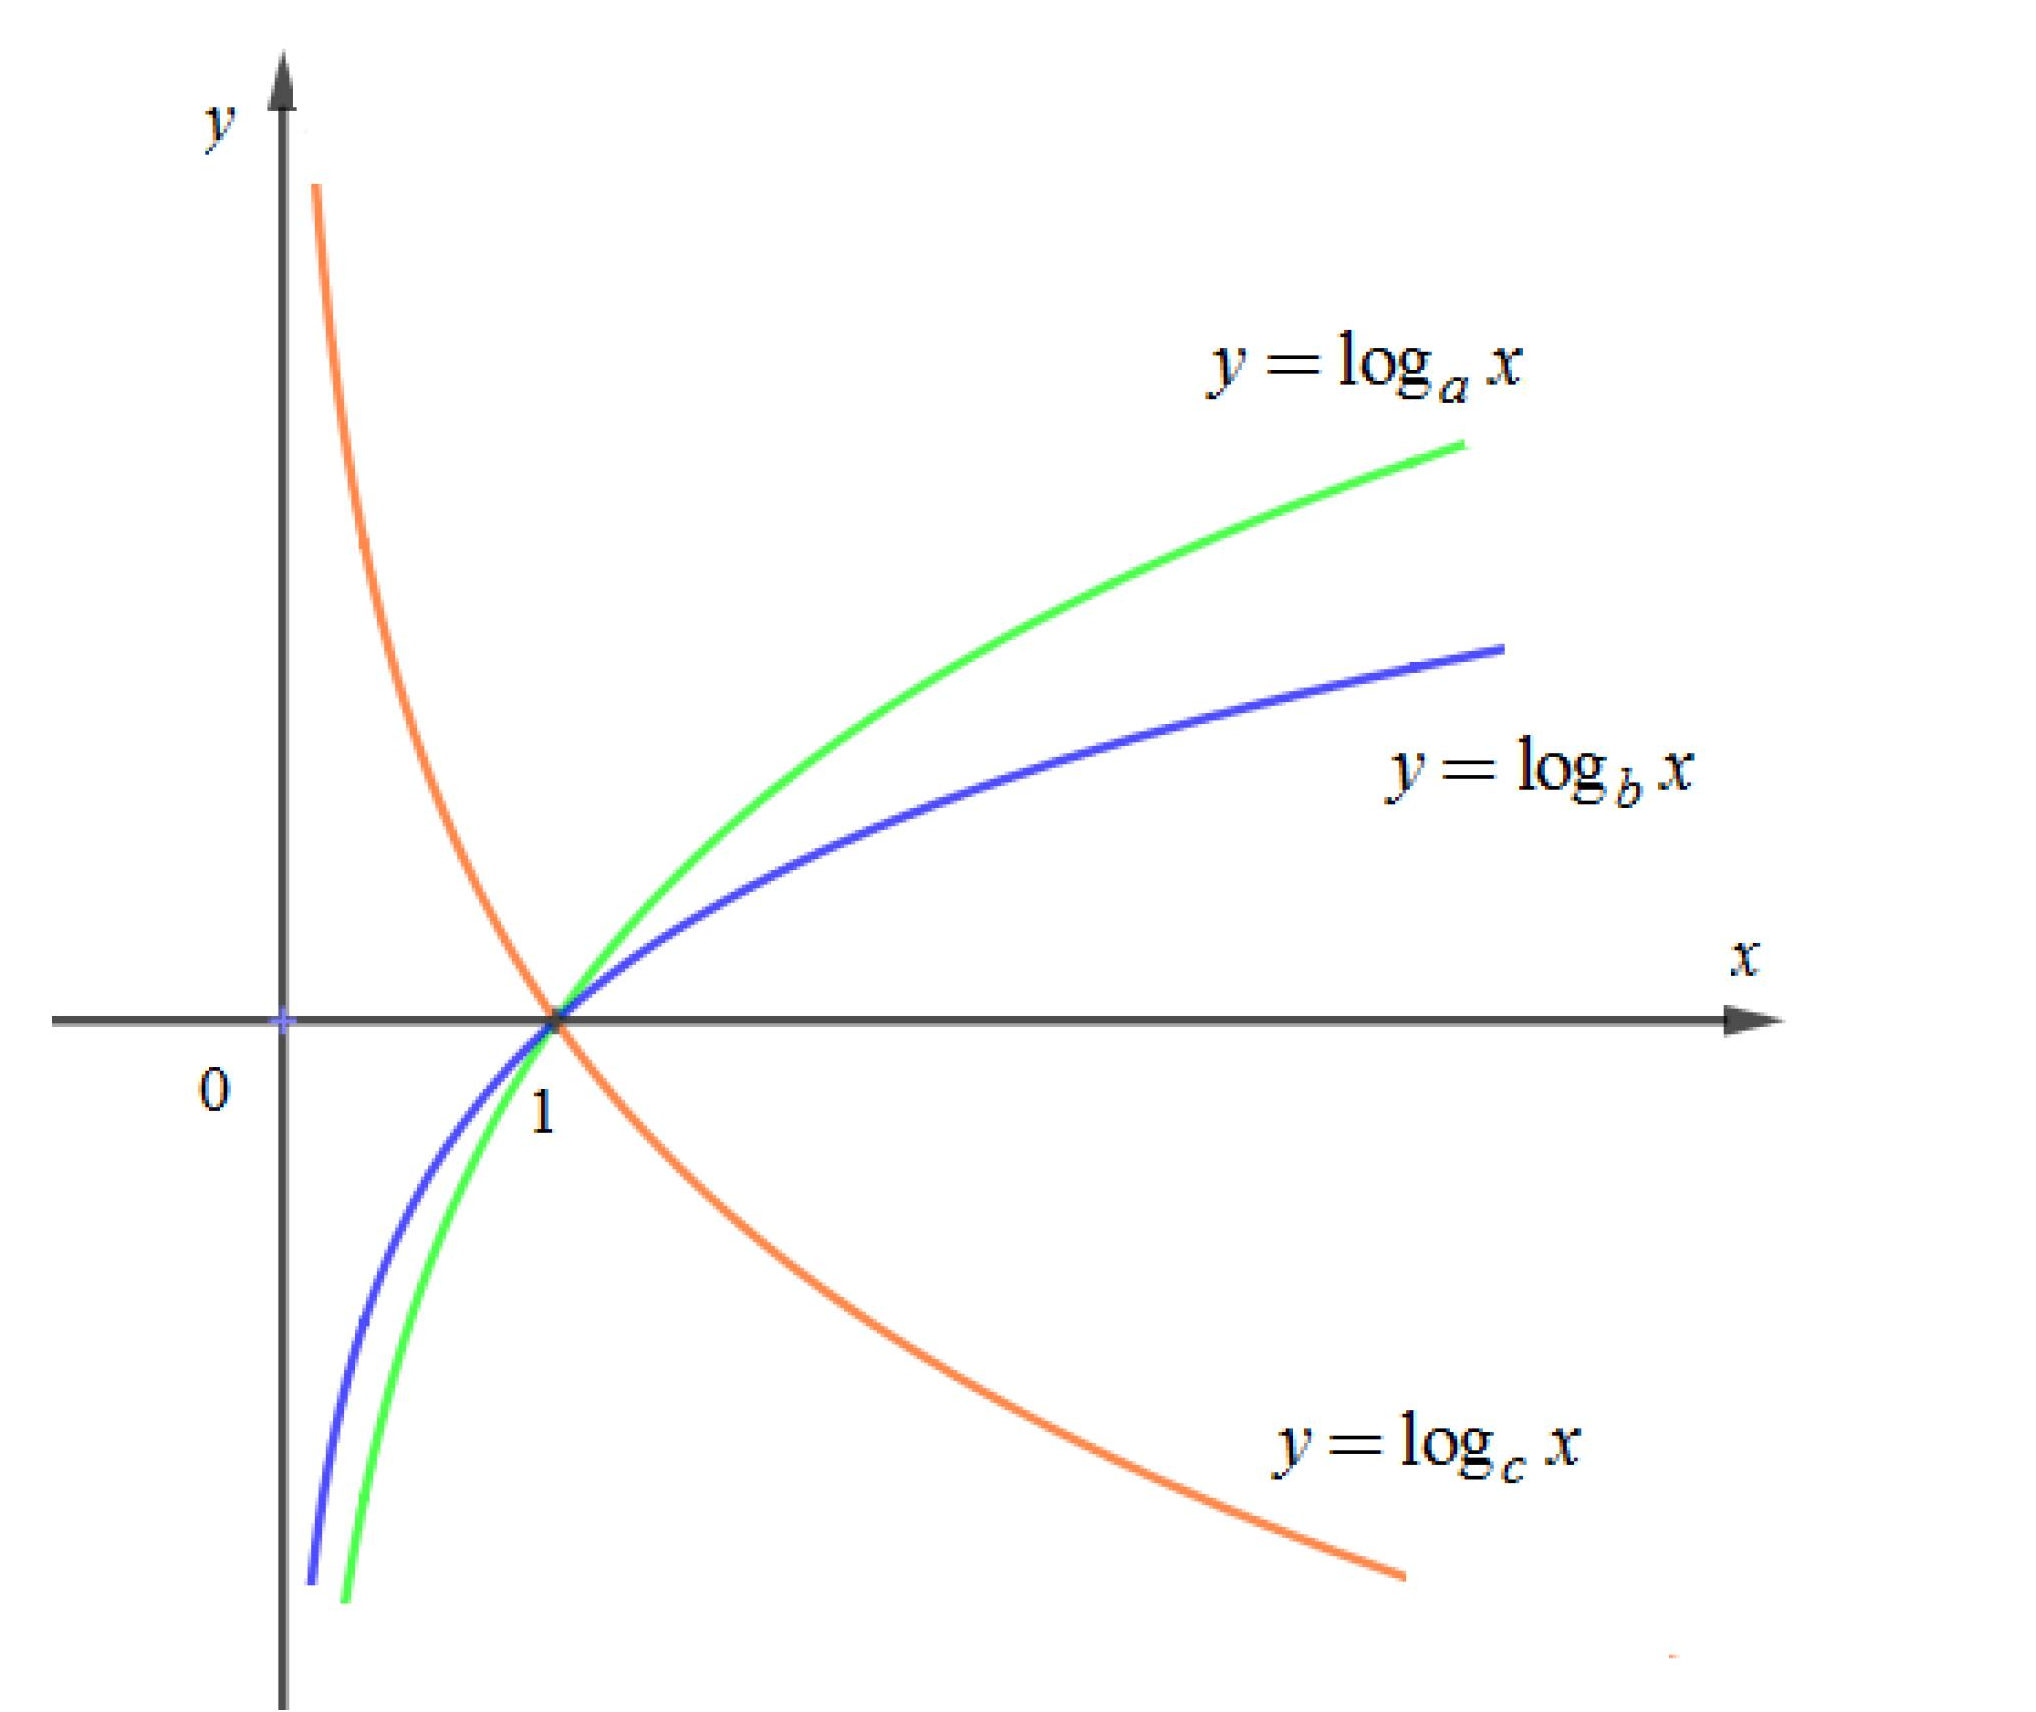 y
y = log_a x
y = log_b x
x
0
1
y = log_c x